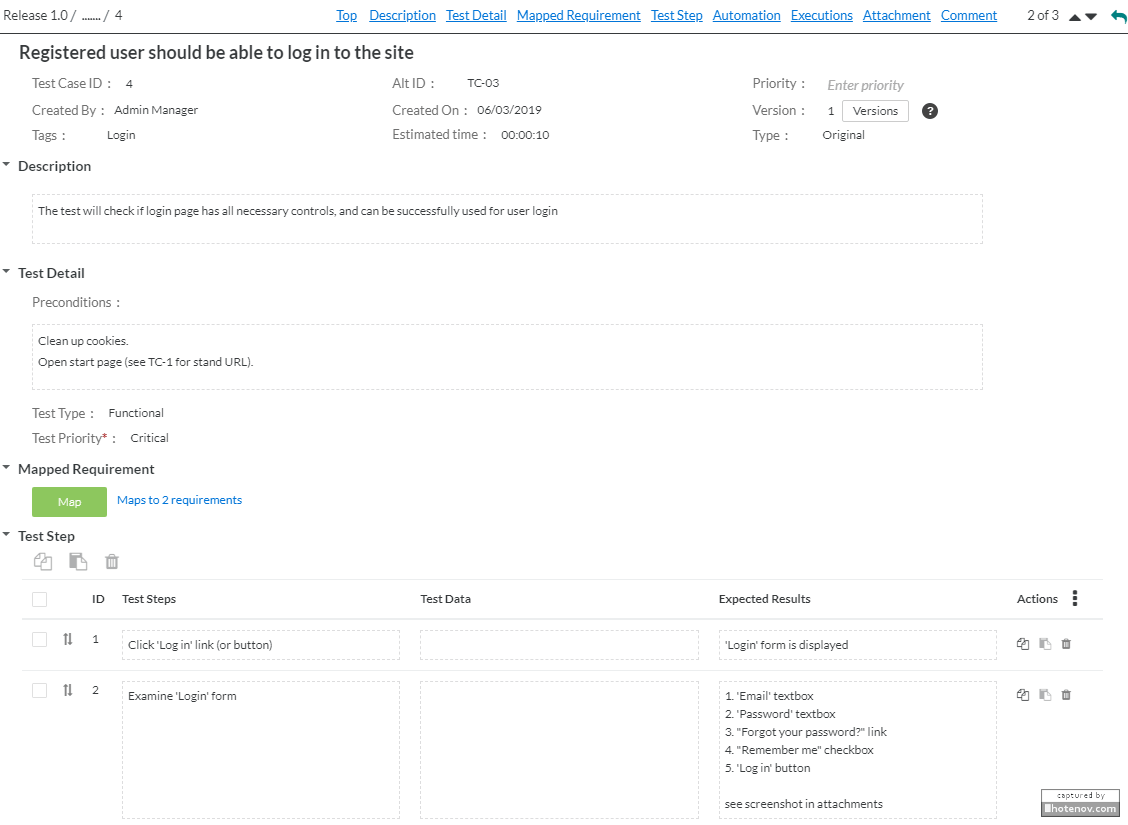 Release 1.0 / ....... / 4 Top Description Test Detail Mapped Requirement Test Step Automation Executions Attachment Comment 2 of 3
Registered user should be able to log in to the site
Test Case ID : 4 Alt ID : TC-03 Priority : Enter priority
Created By : Admin Manager Created On : 06/03/2019 Version : 1 Versions ?
Tags : Login Estimated time : 00:00:10 Type : Original
Description
The test will check if login page has all necessary controls, and can be successfully used for user login
Test Detail
Preconditions :
Clean up cookies.
Open start page (see TC-1 for stand URL).
Test Type : Functional
Test Priority* : Critical
Mapped Requirement
Map Maps to 2 requirements
Test Step
ID Test Steps Test Data Expected Results Actions
1 Click 'Log in' link (or button) 'Login' form is displayed
2 Examine 'Login' form 1. 'Email' textbox
2. 'Password' textbox
3. "Forgot your password?" link
4. "Remember me" checkbox
5. 'Log in' button
see screenshot in attachments
captured by
hotenov.com